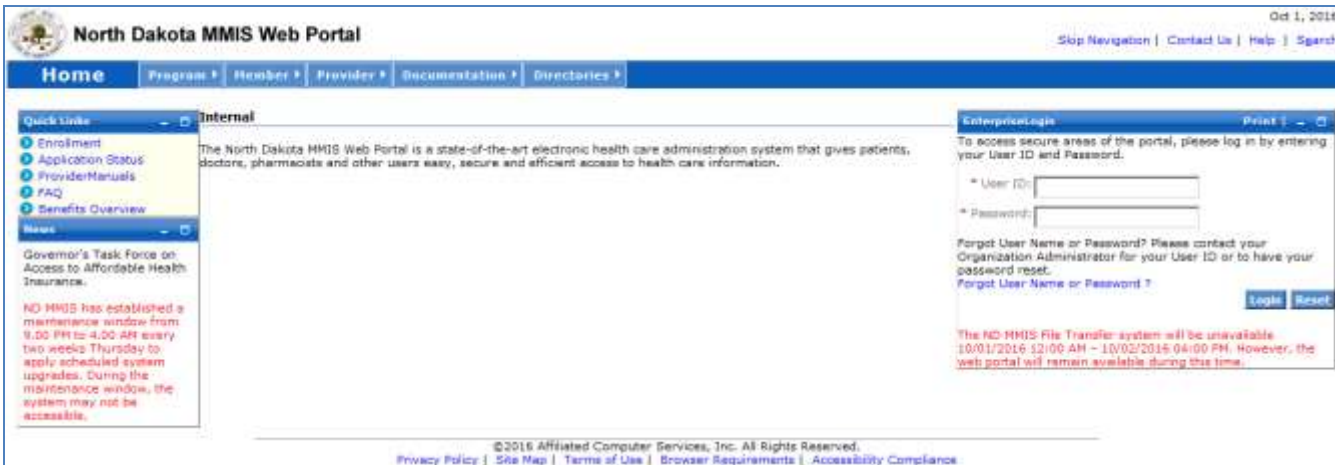 Oct 1, 2016
North Dakota MMIS Web Portal
Skip Navigation | Contact Us | Help | Search
Home Program Member Provider Documentation Directories
Quick Links
Enrollment
Application Status
ProviderManuals
FAQ
Benefits Overview
News
Governor's Task Force on
Access to Affordable Health
Insurance.
ND MMIS has established a
maintenance window from
9.00 PM to 4.00 AM every
two weeks Thursday to
apply scheduled system
upgrades. During the
maintenance window, the
system may not be
accessible.
Internal
The North Dakota MMIS Web Portal is a state-of-the-art electronic health care administration system that gives patients,
doctors, pharmacists and other users easy, secure and efficient access to health care information.
EnterpriseLogin Print |
To access secure areas of the portal, please log in by entering
your User ID and Password.
* User ID:
* Password:
Forgot User Name or Password? Please contact your
Organization Administrator for your User ID or to have your
password reset.
Forgot User Name or Password ?
Login Reset
The ND MMIS File Transfer system will be unavailable
10/01/2016 12:00 AM – 10/02/2016 04:00 PM. However, the
web portal will remain available during this time.
©2016 Affiliated Computer Services, Inc. All Rights Reserved.
Privacy Policy | Site Map | Terms of Use | Browser Requirements | Accessibility Compliance